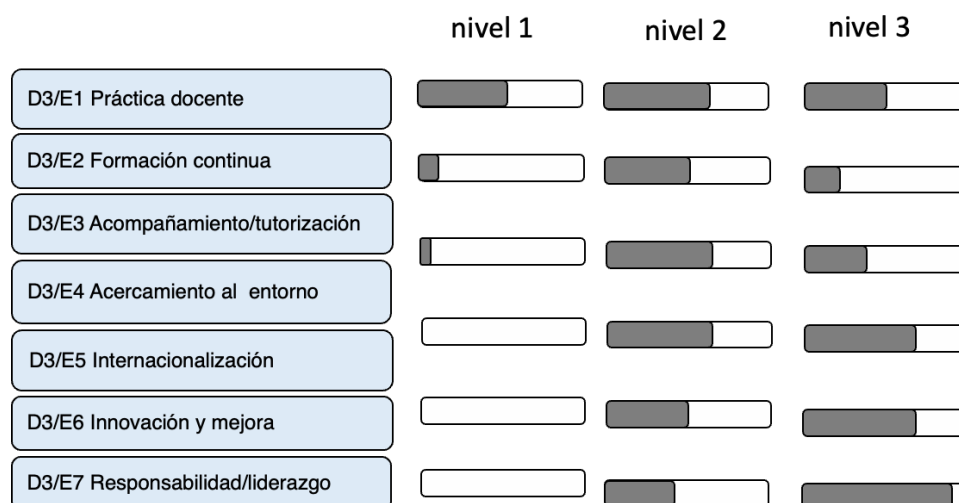 nivel 1 nivel 2 nivel 3
D3/E1 Práctica docente
D3/E2 Formación continua
D3/E3 Acompañamiento/tutorización
D3/E4 Acercamiento al entorno
D3/E5 Internacionalización
D3/E6 Innovación y mejora
D3/E7 Responsabilidad/liderazgo